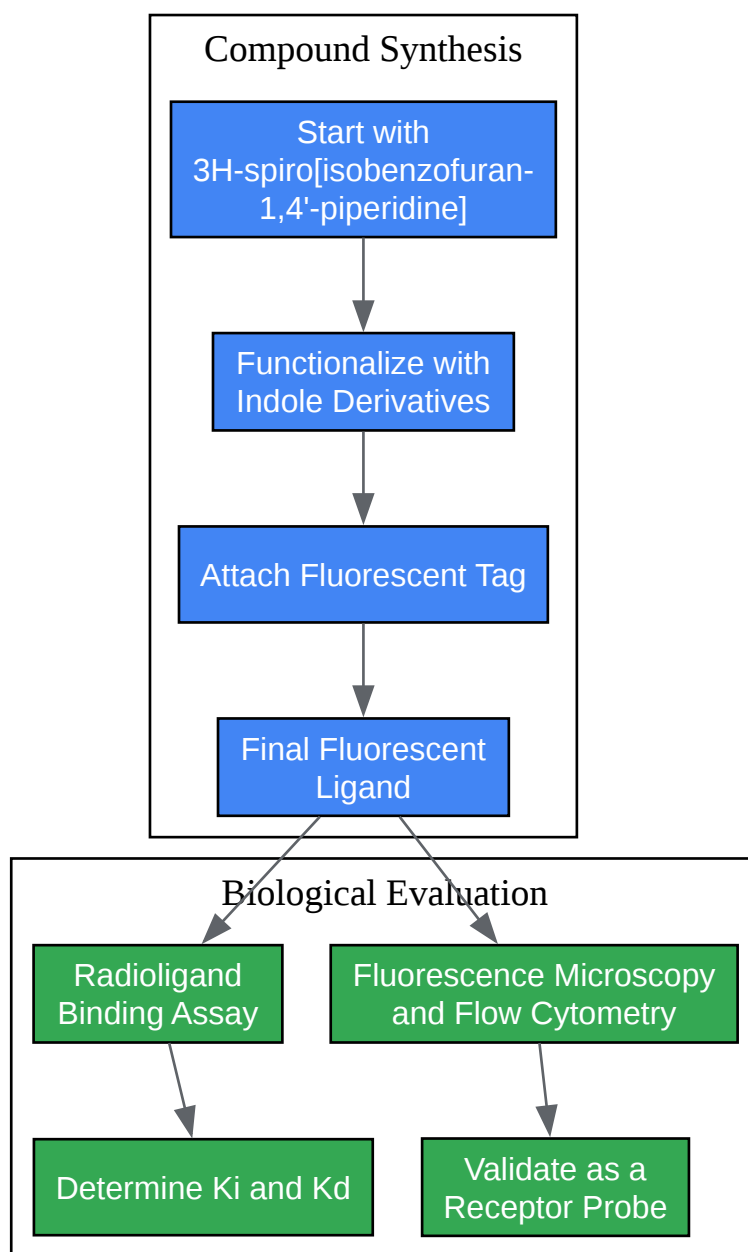 Compound Synthesis
Start with
3H-spiro[isobenzofuran-
1,4'-piperidine]
Functionalize with
Indole Derivatives
Attach Fluorescent Tag
Final Fluorescent
Ligand
Biological Evaluation
Radioligand
Binding Assay
Fluorescence Microscopy
and Flow Cytometry
Determine Ki and Kd
Validate as a
Receptor Probe